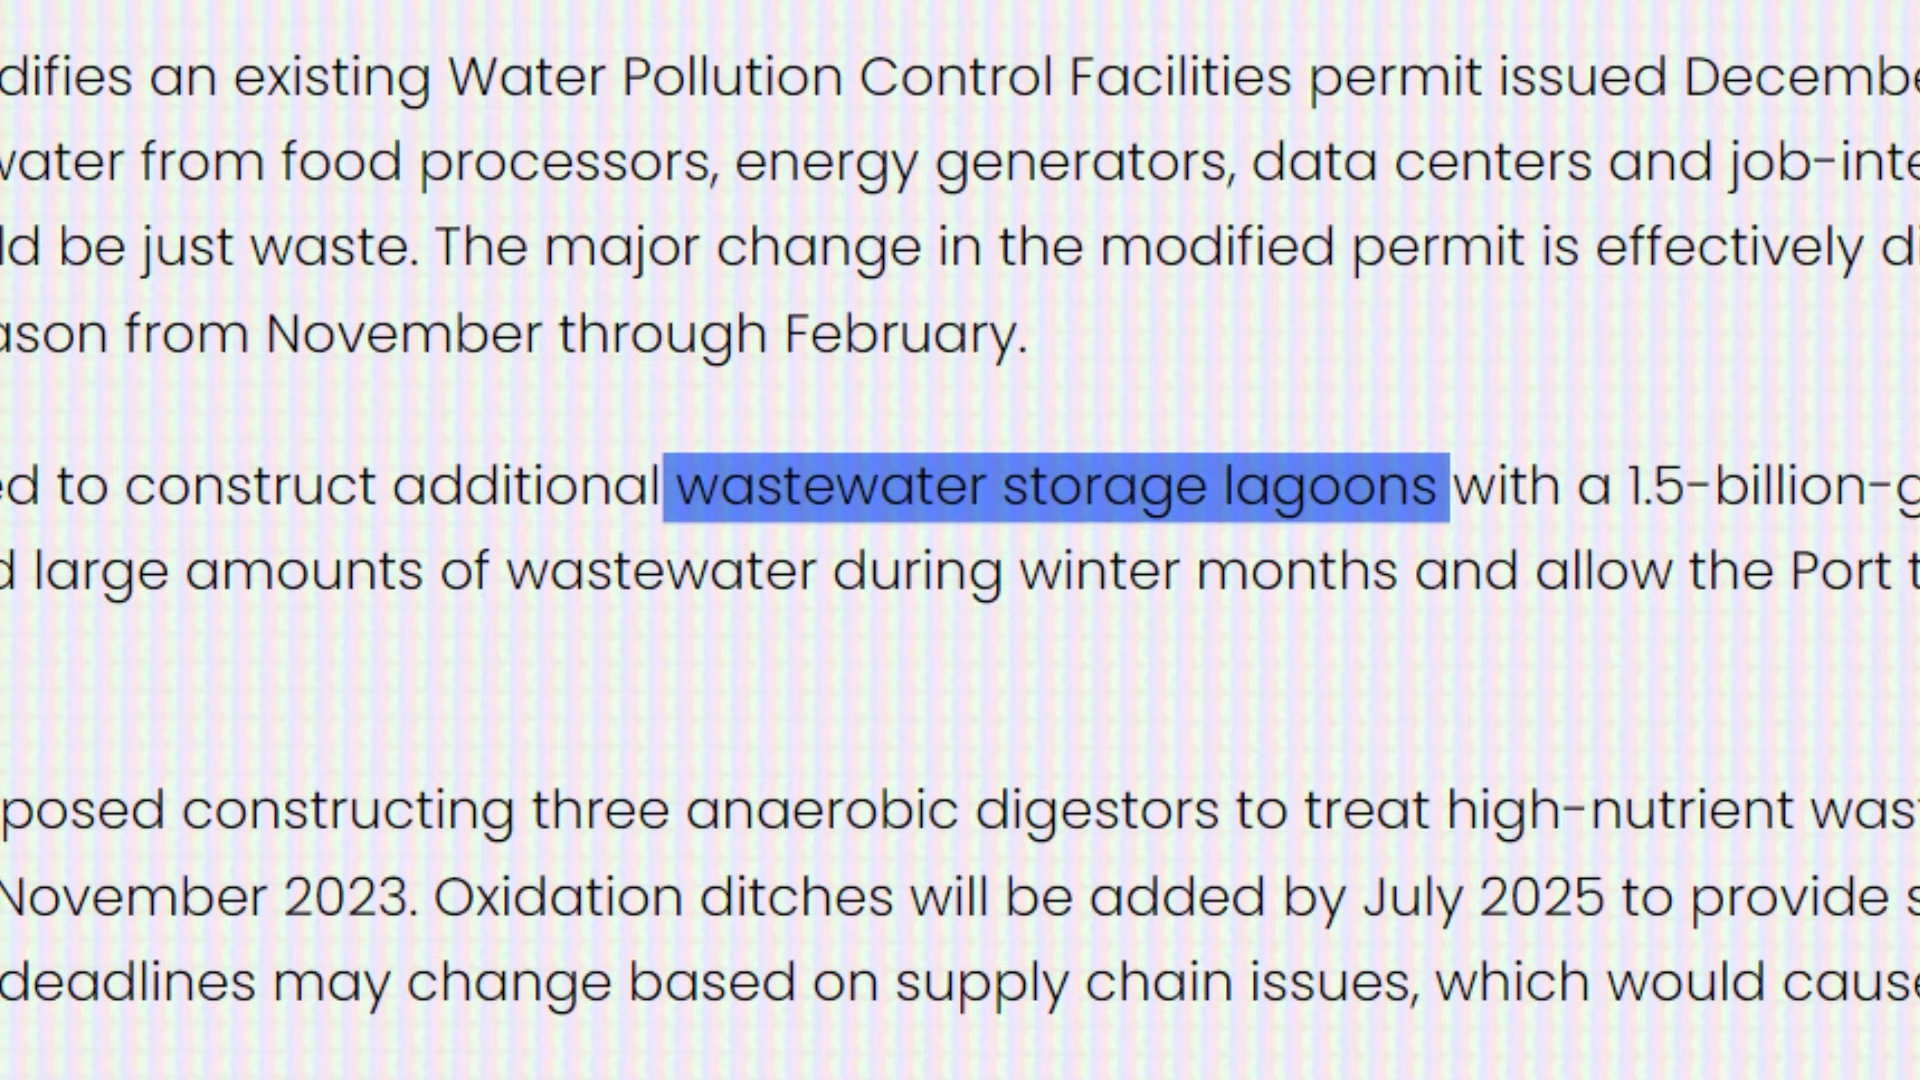 difies an existing Water Pollution Control Facilities permit issued Decembe
water from food processors, energy generators, data centers and job-inte
ld be just waste. The major change in the modified permit is effectively di
ason from November through February.
ed to construct additional wastewater storage lagoons with a 1.5-billion-g
d large amounts of wastewater during winter months and allow the Port t
posed constructing three anaerobic digestors to treat high-nutrient was
November 2023. Oxidation ditches will be added by July 2025 to provide s
deadlines may change based on supply chain issues, which would cause